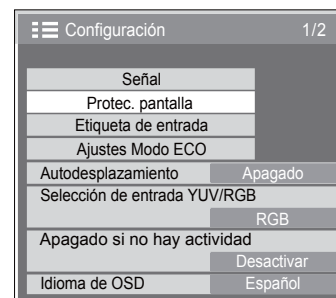 Configuración 1/2
Señal
Protec. pantalla
Etiqueta de entrada
Ajustes Modo ECO
Autodesplazamiento Apagado
Selección de entrada YUV/RGB
RGB
Apagado si no hay actividad
Desactivar
Idioma de OSD Español